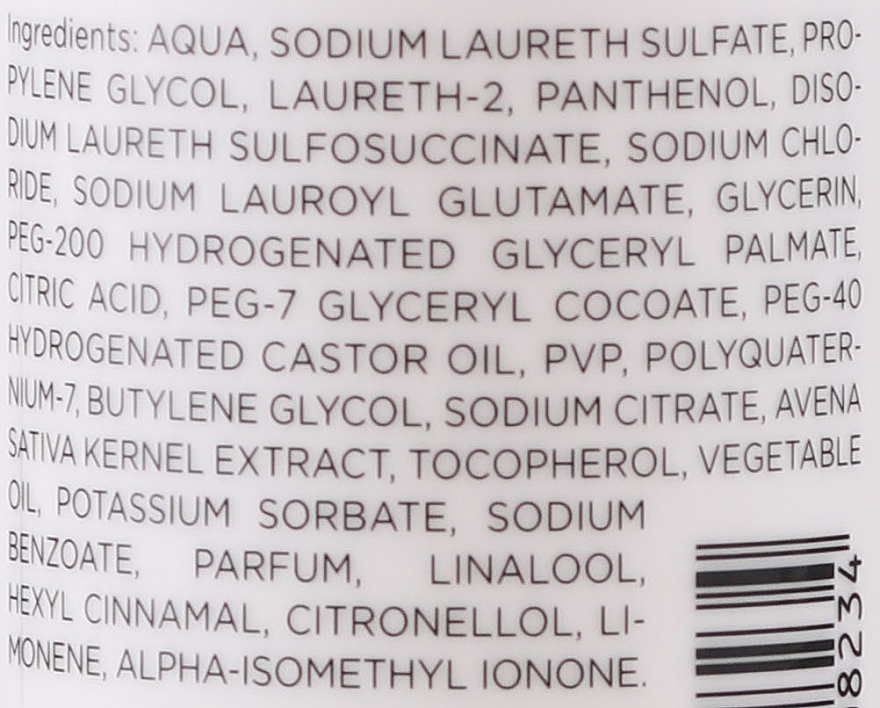 Ingredients: AQUA, SODIUM LAURETH SULFATE, PRO-
PYLENE GLYCOL, LAURETH-2, PANTHENOL, DISO-
DIUM LAURETH SULFOSUCCINATE, SODIUM CHLO-
RIDE, SODIUM LAUROYL GLUTAMATE, GLYCERIN,
PEG-200 HYDROGENATED GLYCERYL PALMATE,
CITRIC ACID, PEG-7 GLYCERYL COCOATE, PEG-40
HYDROGENATED CASTOR OIL, PVP, POLYQUATER-
NIUM-7, BUTYLENE GLYCOL, SODIUM CITRATE, AVENA
SATIVA KERNEL EXTRACT, TOCOPHEROL, VEGETABLE
OIL, POTASSIUM SORBATE, SODIUM
BENZOATE, PARFUM, LINALOOL,
HEXYL CINNAMAL, CITRONELLOL, LI-
MONENE, ALPHA-ISOMETHYL IONONE.
8234